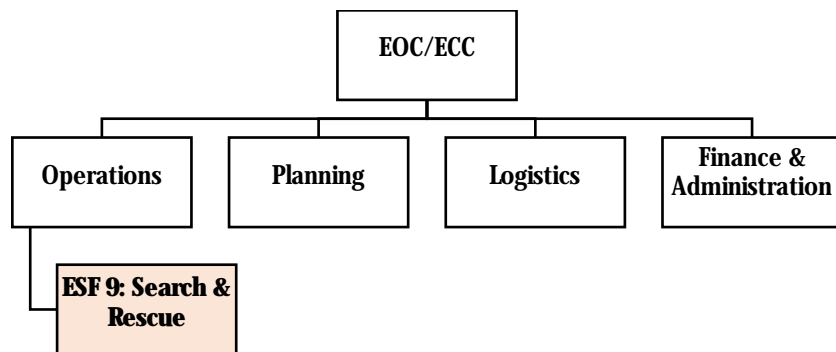 EOC/ECC
Operations
Planning
Logistics
Finance &
Administration
ESF 9: Search &
Rescue